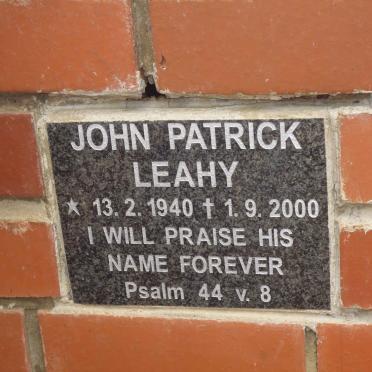 JOHN PATRICK
LEAHY
★ 13. 2. 1940 † 1. 9. 2000
I WILL PRAISE HIS
NAME FOREVER
Psalm 44 v. 8